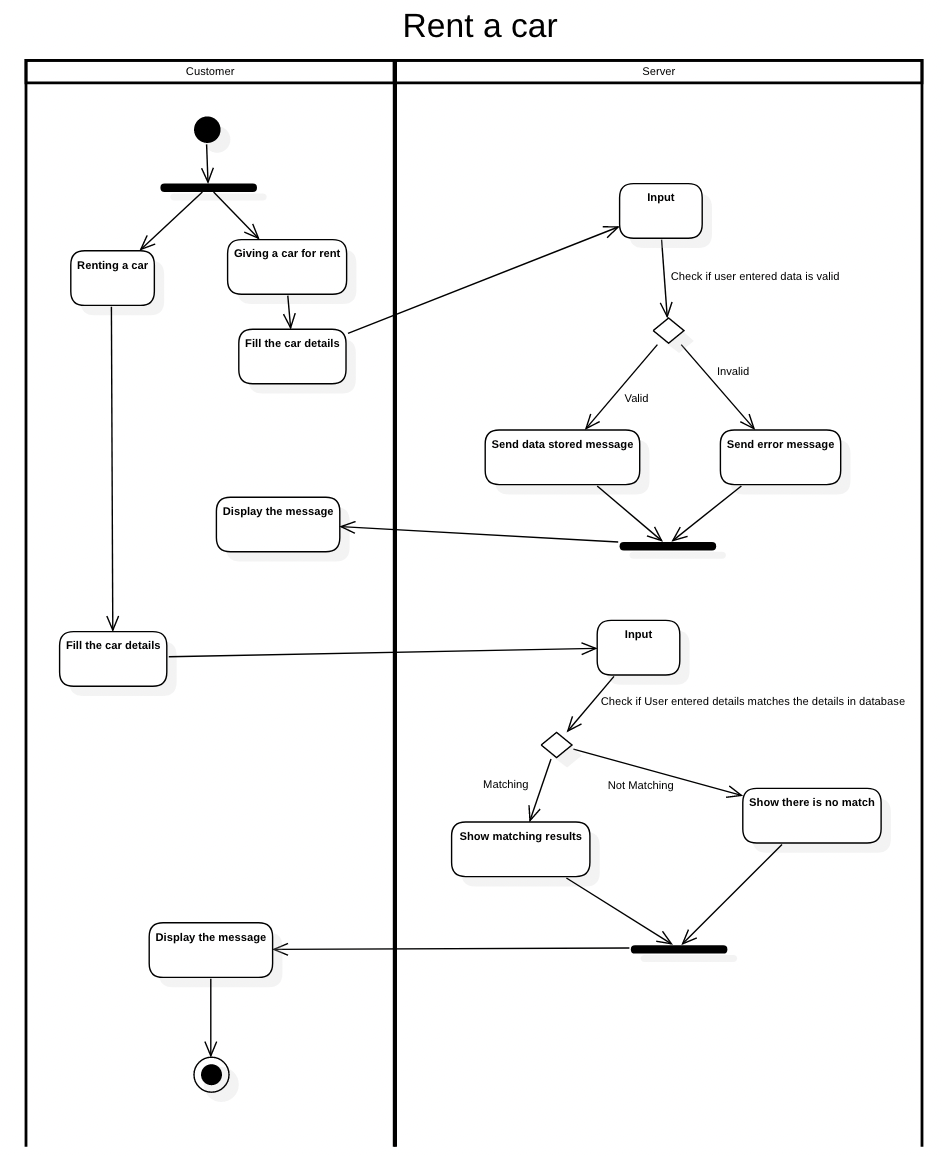 Rent a car
Customer
Server
Input
Renting a car
Giving a car for rent
Check if user entered data is valid
Fill the car details
Invalid
Valid
Send data stored message
Send error message
Display the message
Fill the car details
Input
Check if User entered details matches the details in database
Matching
Not Matching
Show there is no match
Show matching results
Display the message